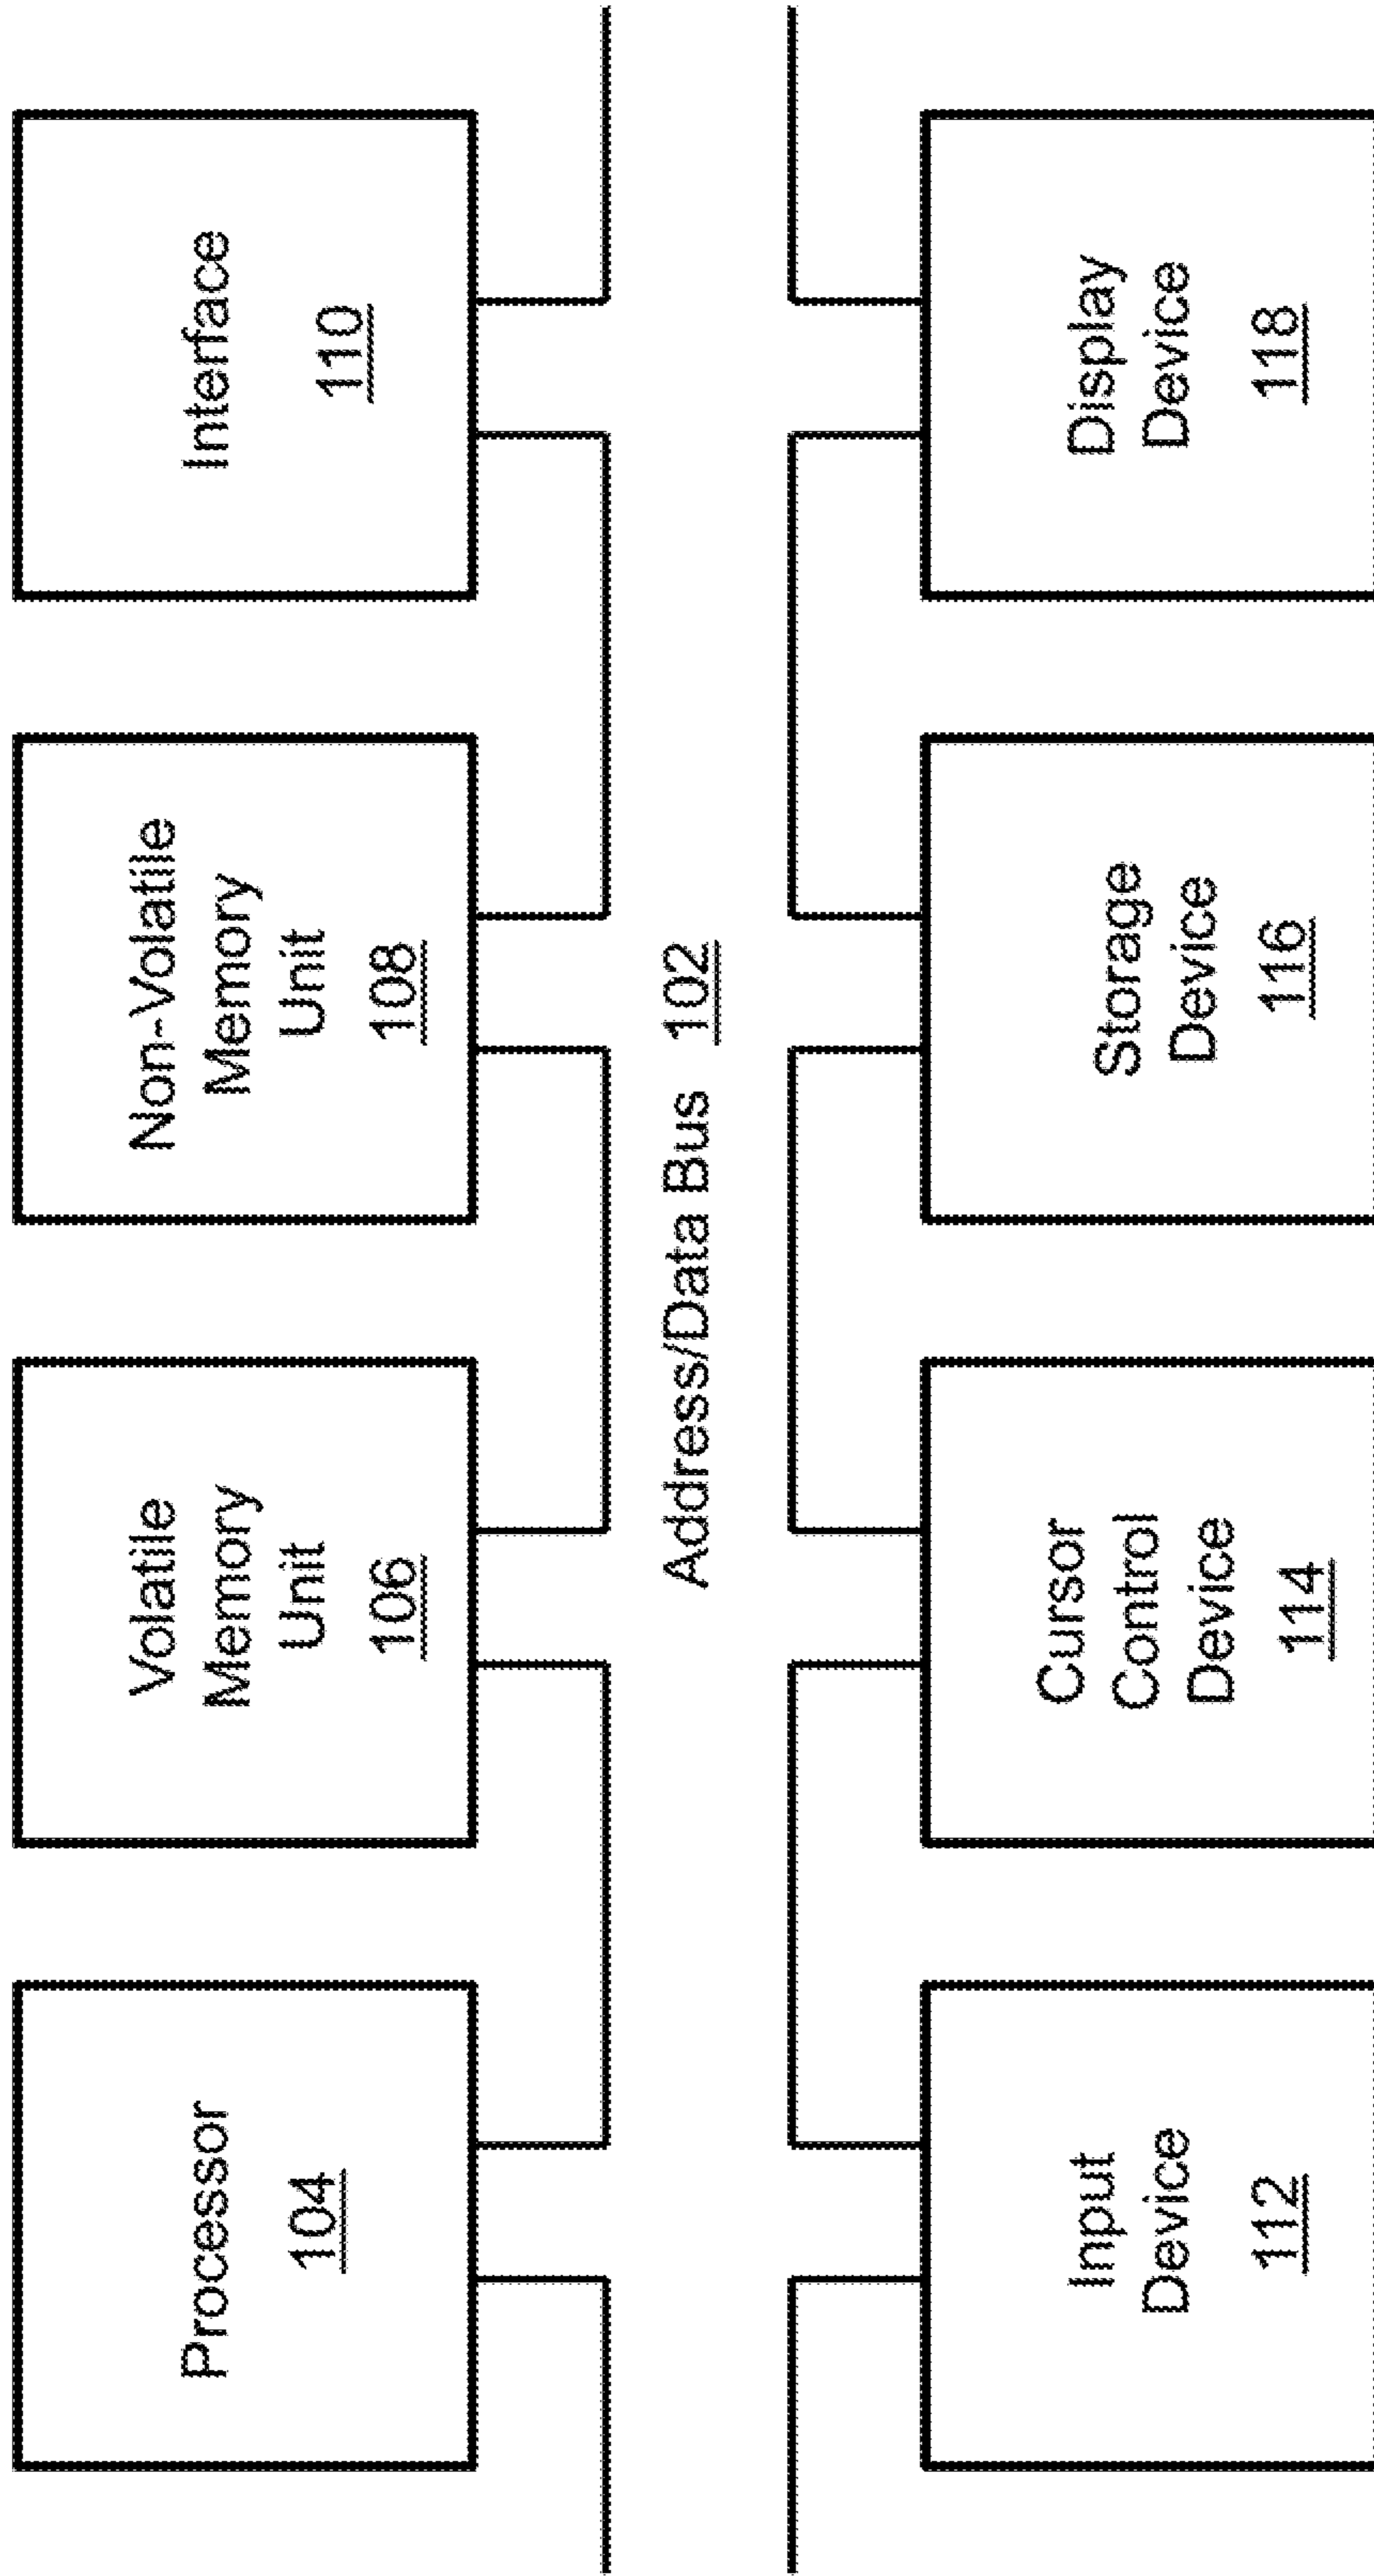 Processor
104
Volatile
Memory
Unit
106
Non-Volatile
Memory
Unit
108
Interface
110
Address/Data Bus 102
Input
Device
112
Cursor
Control
Device
114
Storage
Device
116
Display
Device
118